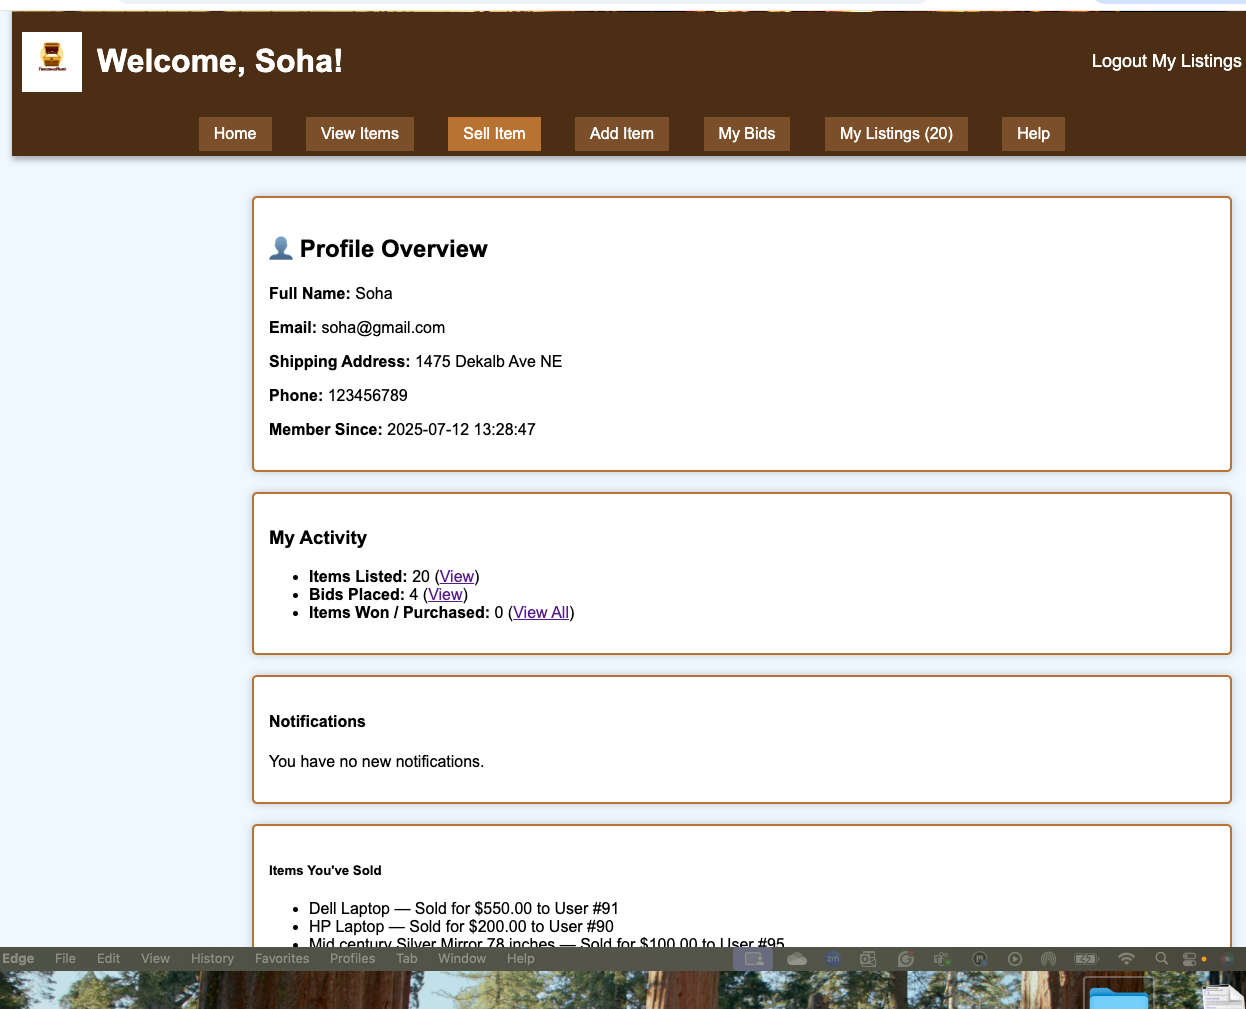 Welcome, Soha!
Logout My Listings
Home View Items Sell Item Add Item My Bids My Listings (20) Help
Profile Overview
Full Name: Soha
Email: soha@gmail.com
Shipping Address: 1475 Dekalb Ave NE
Phone: 123456789
Member Since: 2025-07-12 13:28:47
My Activity
Items Listed: 20 (View)
Bids Placed: 4 (View)
Items Won / Purchased: 0 (View All)
Notifications
You have no new notifications.
Items You've Sold
Dell Laptop — Sold for $550.00 to User #91
HP Laptop — Sold for $200.00 to User #90
Mid century Silver Mirror 78 inches — Sold for $100.00 to User #95
Edge File Edit View History Favorites Profiles Tab Window Help
zm